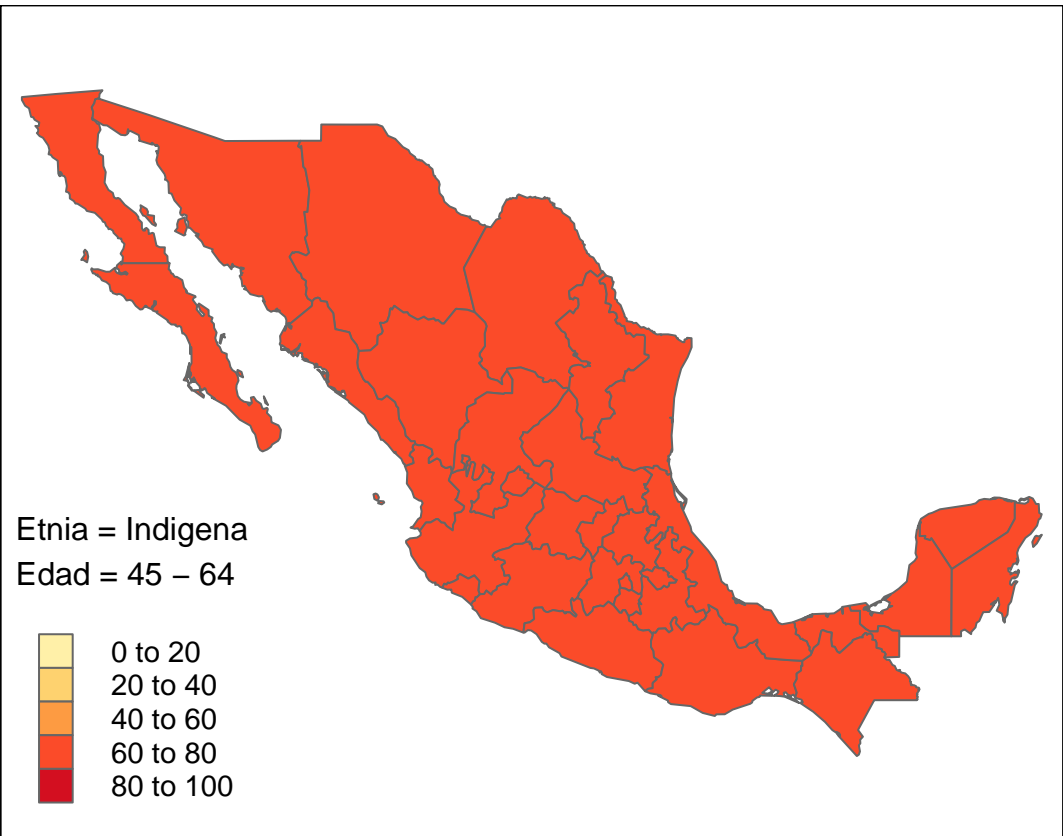 Etnia = Indigena
Edad = 45 – 64
0 to 20
20 to 40
40 to 60
60 to 80
80 to 100